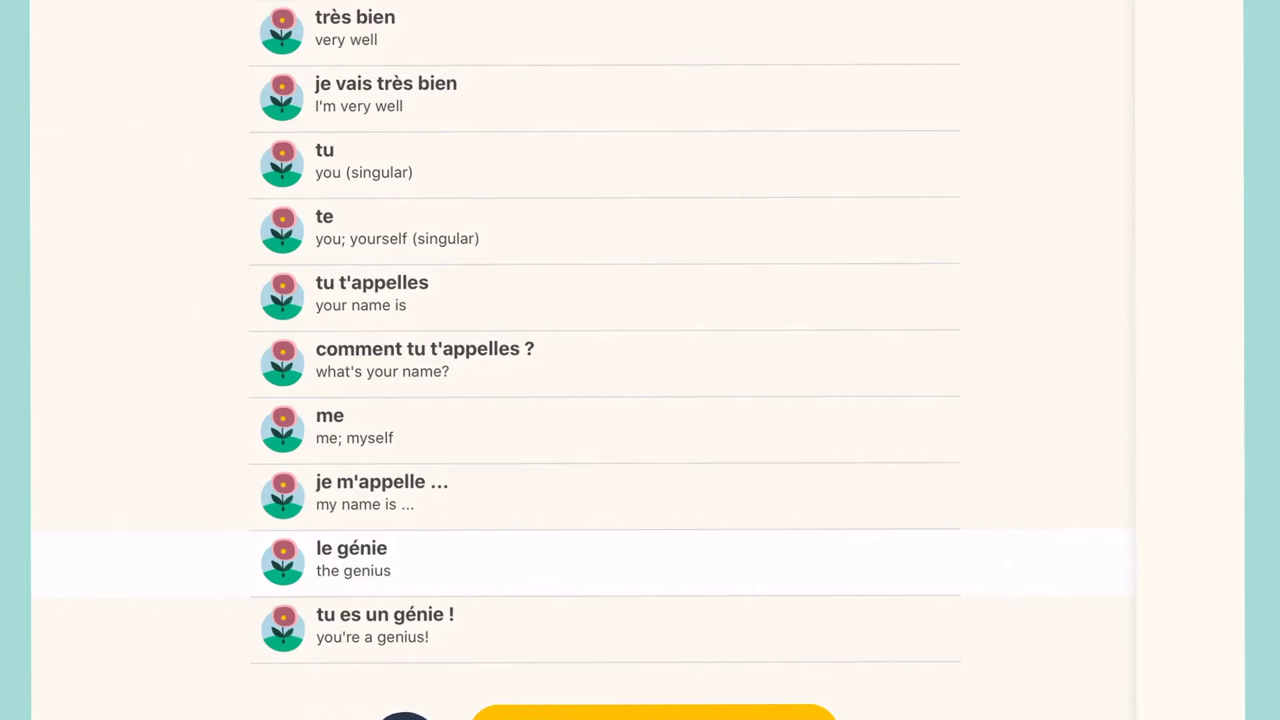 très bien
very well
je vais très bien
I'm very well
tu
you (singular)
te
you; yourself (singular)
tu t'appelles
your name is
comment tu t'appelles ?
what's your name?
me
me; myself
je m'appelle ...
my name is ...
le génie
the genius
tu es un génie !
you're a genius!